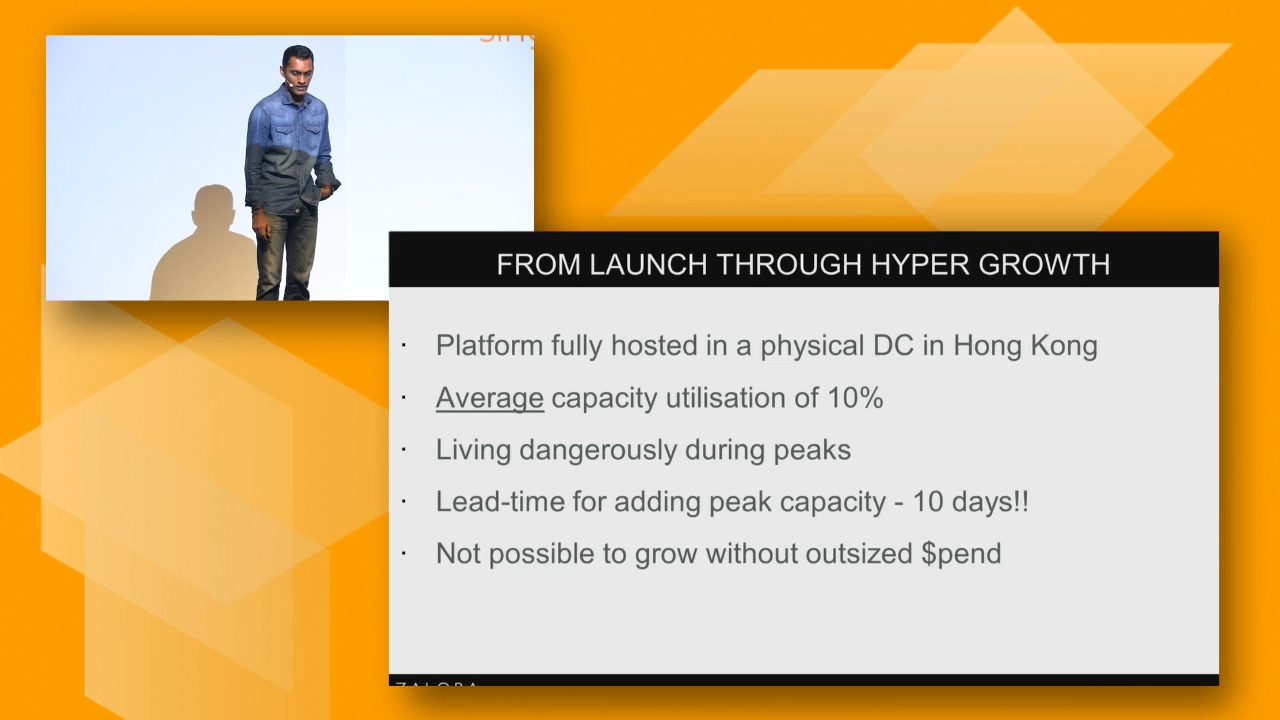 FROM LAUNCH THROUGH HYPER GROWTH
· Platform fully hosted in a physical DC in Hong Kong
· Average capacity utilisation of 10%
· Living dangerously during peaks
· Lead-time for adding peak capacity - 10 days!!
· Not possible to grow without outsized $pend
ZALORA